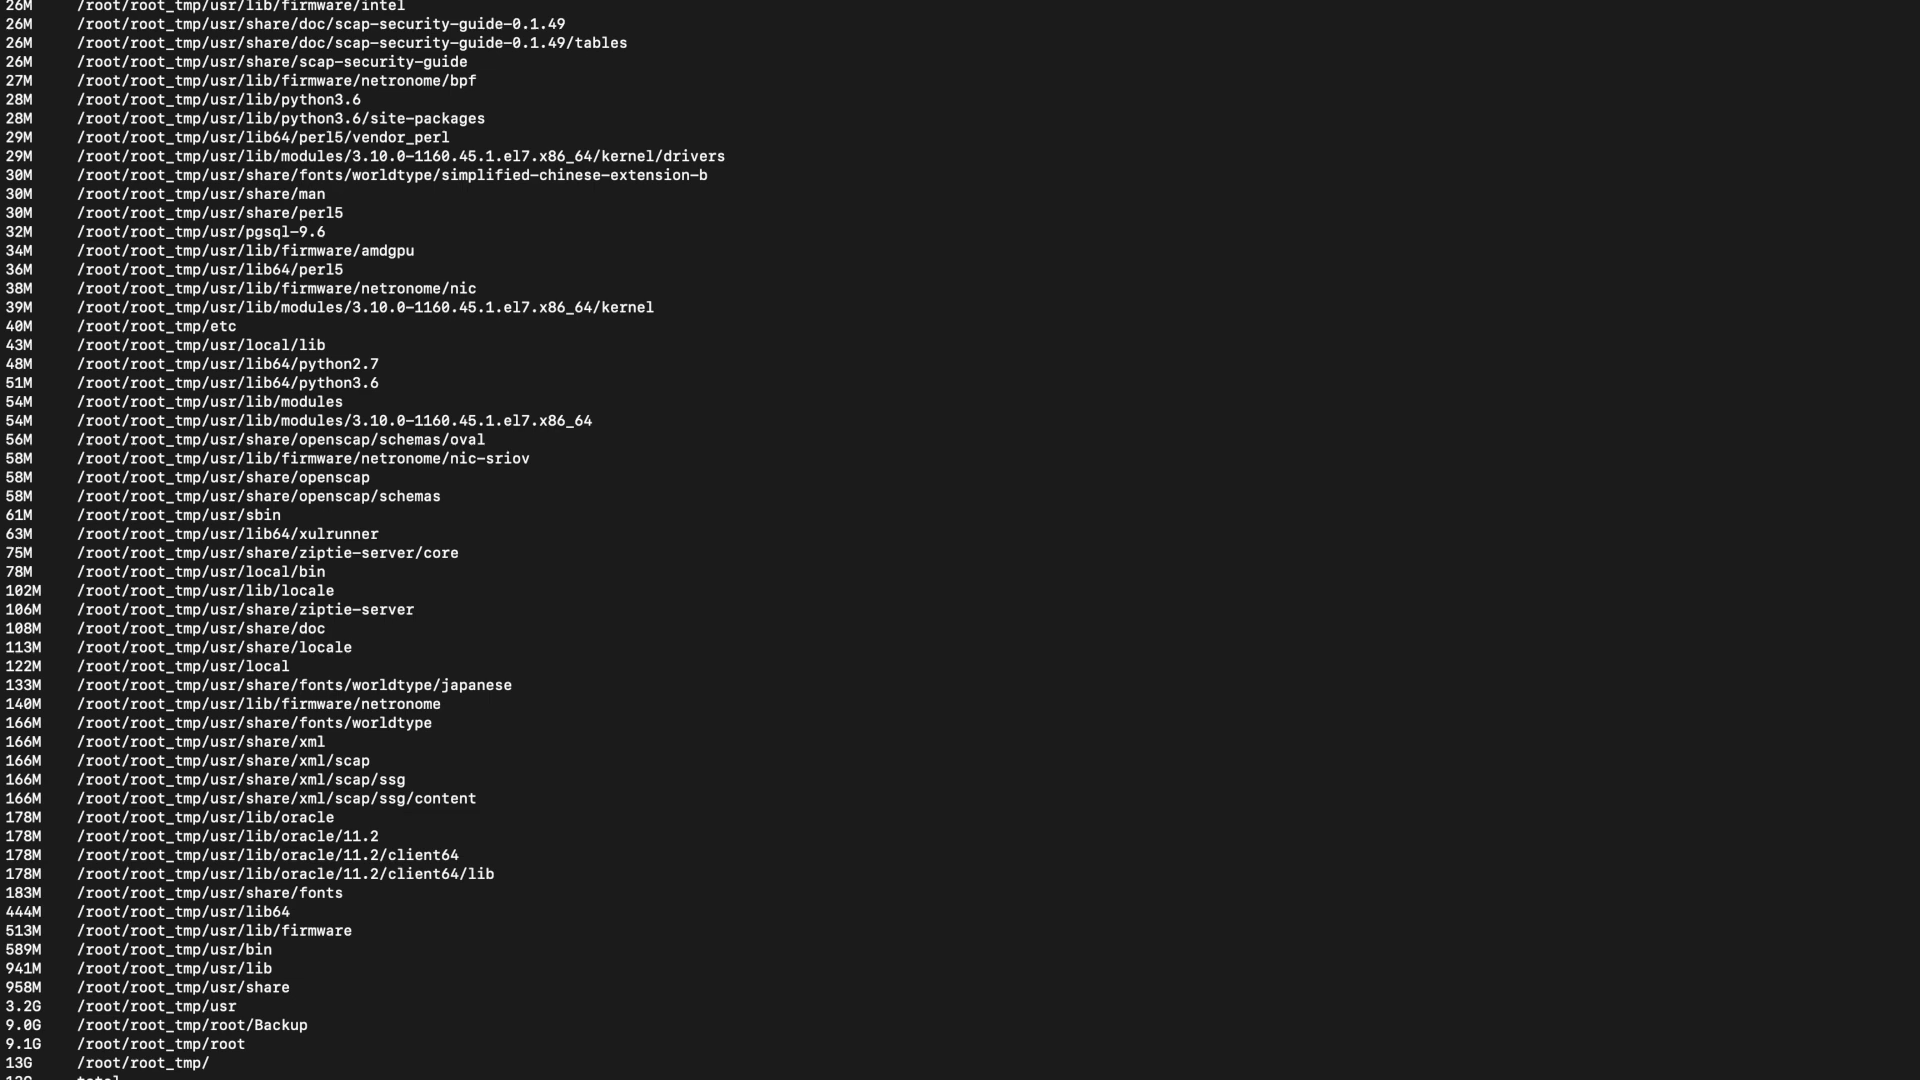 26M /root/root_tmp/usr/lib/firmware/intel
26M /root/root_tmp/usr/share/doc/scap-security-guide-0.1.49
26M /root/root_tmp/usr/share/doc/scap-security-guide-0.1.49/tables
26M /root/root_tmp/usr/share/scap-security-guide
27M /root/root_tmp/usr/lib/firmware/netronome/bpf
28M /root/root_tmp/usr/lib/python3.6
28M /root/root_tmp/usr/lib/python3.6/site-packages
29M /root/root_tmp/usr/lib64/perl5/vendor_perl
29M /root/root_tmp/usr/lib/modules/3.10.0-1160.45.1.el7.x86_64/kernel/drivers
30M /root/root_tmp/usr/share/fonts/worldtype/simplified-chinese-extension-b
30M /root/root_tmp/usr/share/man
30M /root/root_tmp/usr/share/perl5
32M /root/root_tmp/usr/pgsql-9.6
34M /root/root_tmp/usr/lib/firmware/amdgpu
36M /root/root_tmp/usr/lib64/perl5
38M /root/root_tmp/usr/lib/firmware/netronome/nic
39M /root/root_tmp/usr/lib/modules/3.10.0-1160.45.1.el7.x86_64/kernel
40M /root/root_tmp/etc
43M /root/root_tmp/usr/local/lib
48M /root/root_tmp/usr/lib64/python2.7
51M /root/root_tmp/usr/lib64/python3.6
54M /root/root_tmp/usr/lib/modules
54M /root/root_tmp/usr/lib/modules/3.10.0-1160.45.1.el7.x86_64
56M /root/root_tmp/usr/share/openscap/schemas/oval
58M /root/root_tmp/usr/lib/firmware/netronome/nic-sriov
58M /root/root_tmp/usr/share/openscap
58M /root/root_tmp/usr/share/openscap/schemas
61M /root/root_tmp/usr/sbin
63M /root/root_tmp/usr/lib64/xulrunner
75M /root/root_tmp/usr/share/ziptie-server/core
78M /root/root_tmp/usr/local/bin
102M /root/root_tmp/usr/lib/locale
106M /root/root_tmp/usr/share/ziptie-server
108M /root/root_tmp/usr/share/doc
113M /root/root_tmp/usr/share/locale
122M /root/root_tmp/usr/local
133M /root/root_tmp/usr/share/fonts/worldtype/japanese
140M /root/root_tmp/usr/lib/firmware/netronome
166M /root/root_tmp/usr/share/fonts/worldtype
166M /root/root_tmp/usr/share/xml
166M /root/root_tmp/usr/share/xml/scap
166M /root/root_tmp/usr/share/xml/scap/ssg
166M /root/root_tmp/usr/share/xml/scap/ssg/content
178M /root/root_tmp/usr/lib/oracle
178M /root/root_tmp/usr/lib/oracle/11.2
178M /root/root_tmp/usr/lib/oracle/11.2/client64
178M /root/root_tmp/usr/lib/oracle/11.2/client64/lib
183M /root/root_tmp/usr/share/fonts
444M /root/root_tmp/usr/lib64
513M /root/root_tmp/usr/lib/firmware
589M /root/root_tmp/usr/bin
941M /root/root_tmp/usr/lib
958M /root/root_tmp/usr/share
3.2G /root/root_tmp/usr
9.0G /root/root_tmp/root/Backup
9.1G /root/root_tmp/root
13G /root/root_tmp/
13G total